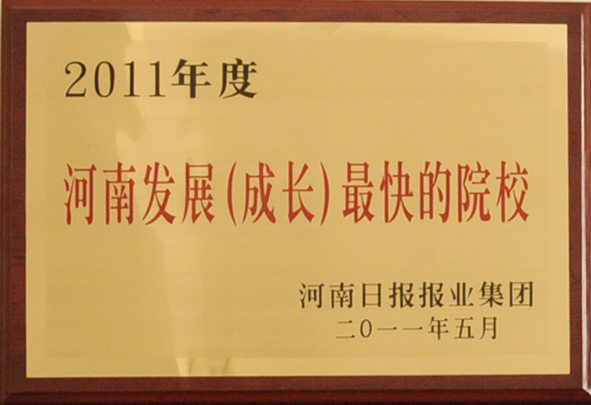 2011年度
河南发展(成长)最快的院校
河南日报报业集团
二〇一一年五月